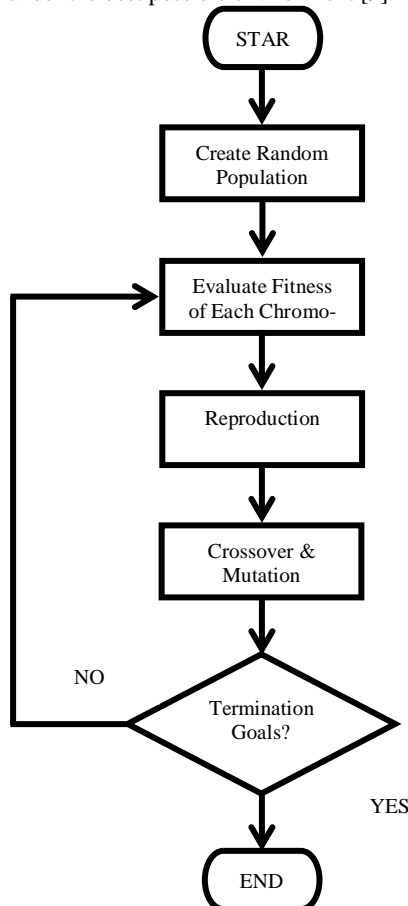 STAR
Create Random
Population
Evaluate Fitness
of Each Chromo-
Reproduction
Crossover &
Mutation
NO
Termination
Goals?
YES
END